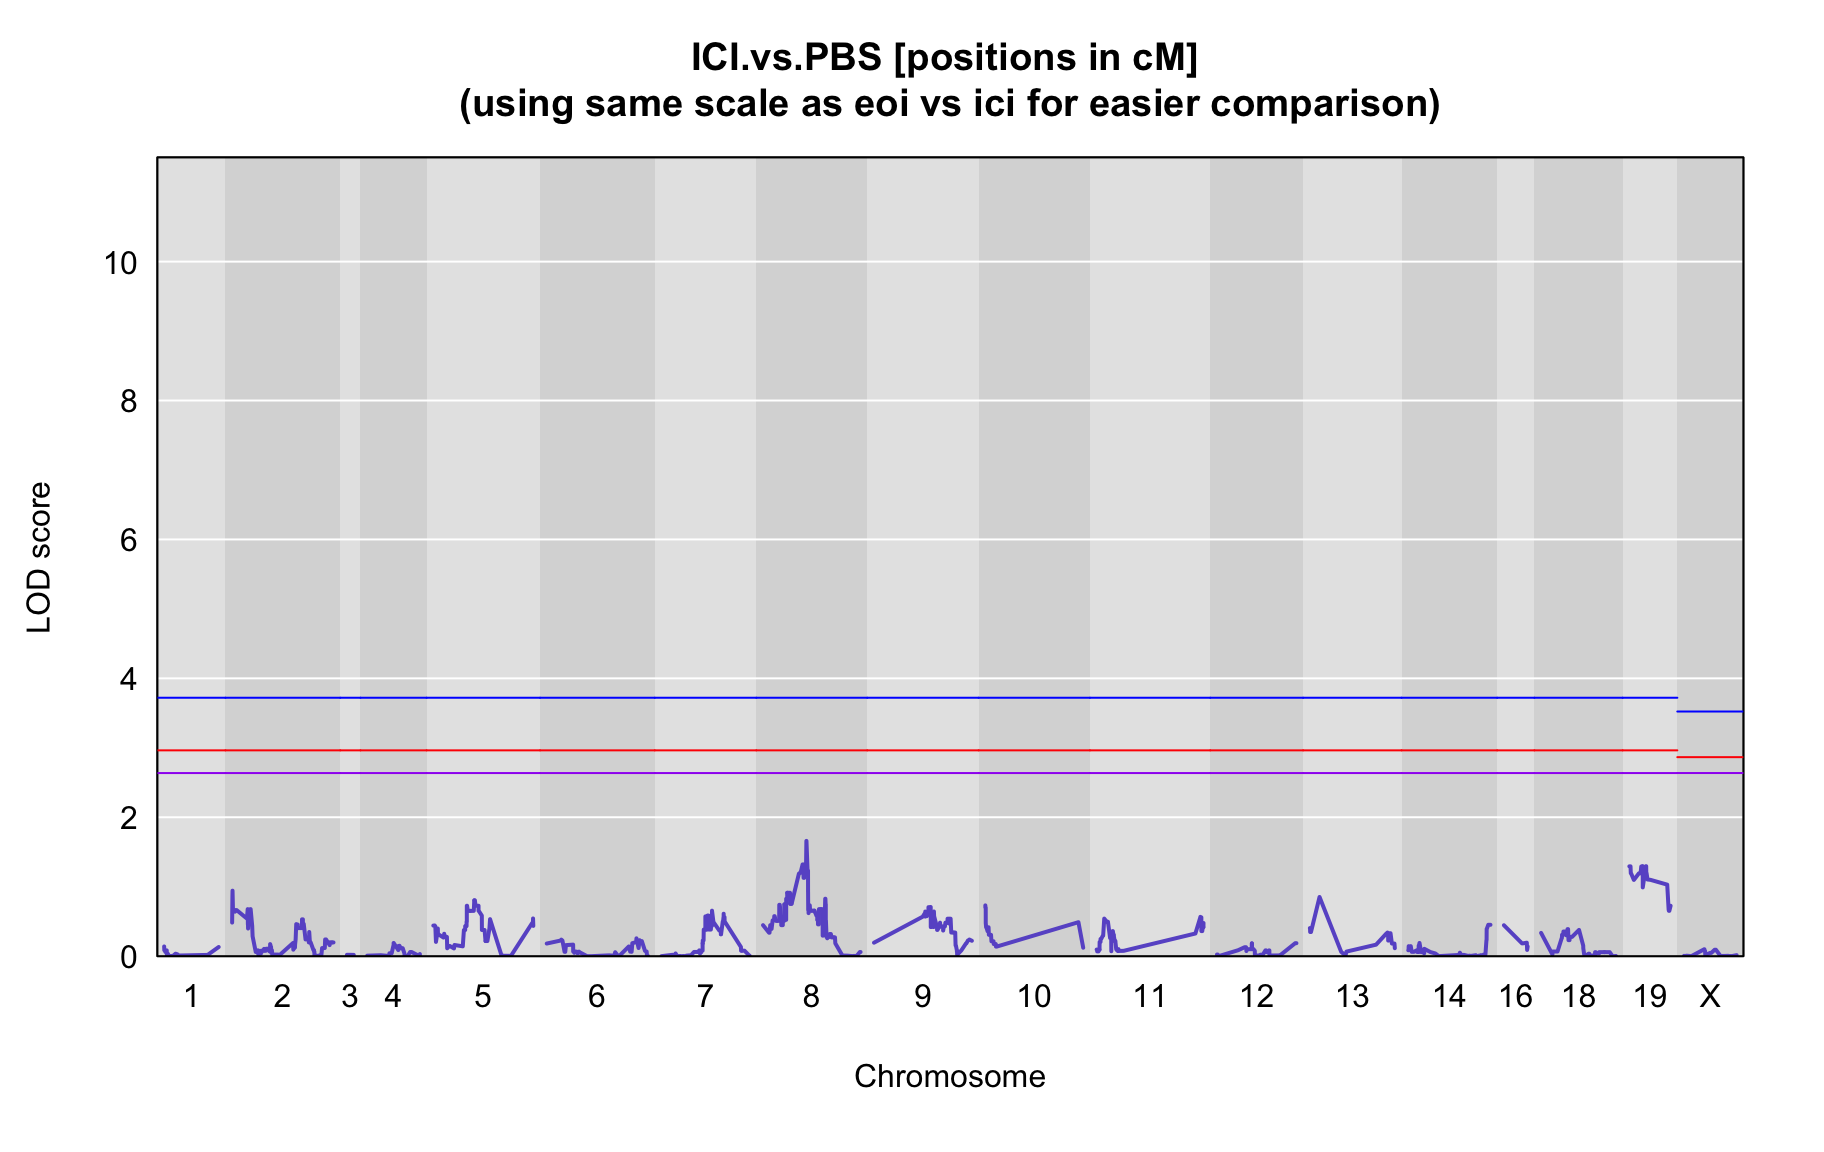 ICI.vs.PBS [positions in cM]
(using same scale as eoi vs ici for easier comparison)
10
8
6
4
2
0
LOD score
1 2 3 4 5 6 7 8 9 10 11 12 13 14 16 18 19 X
Chromosome